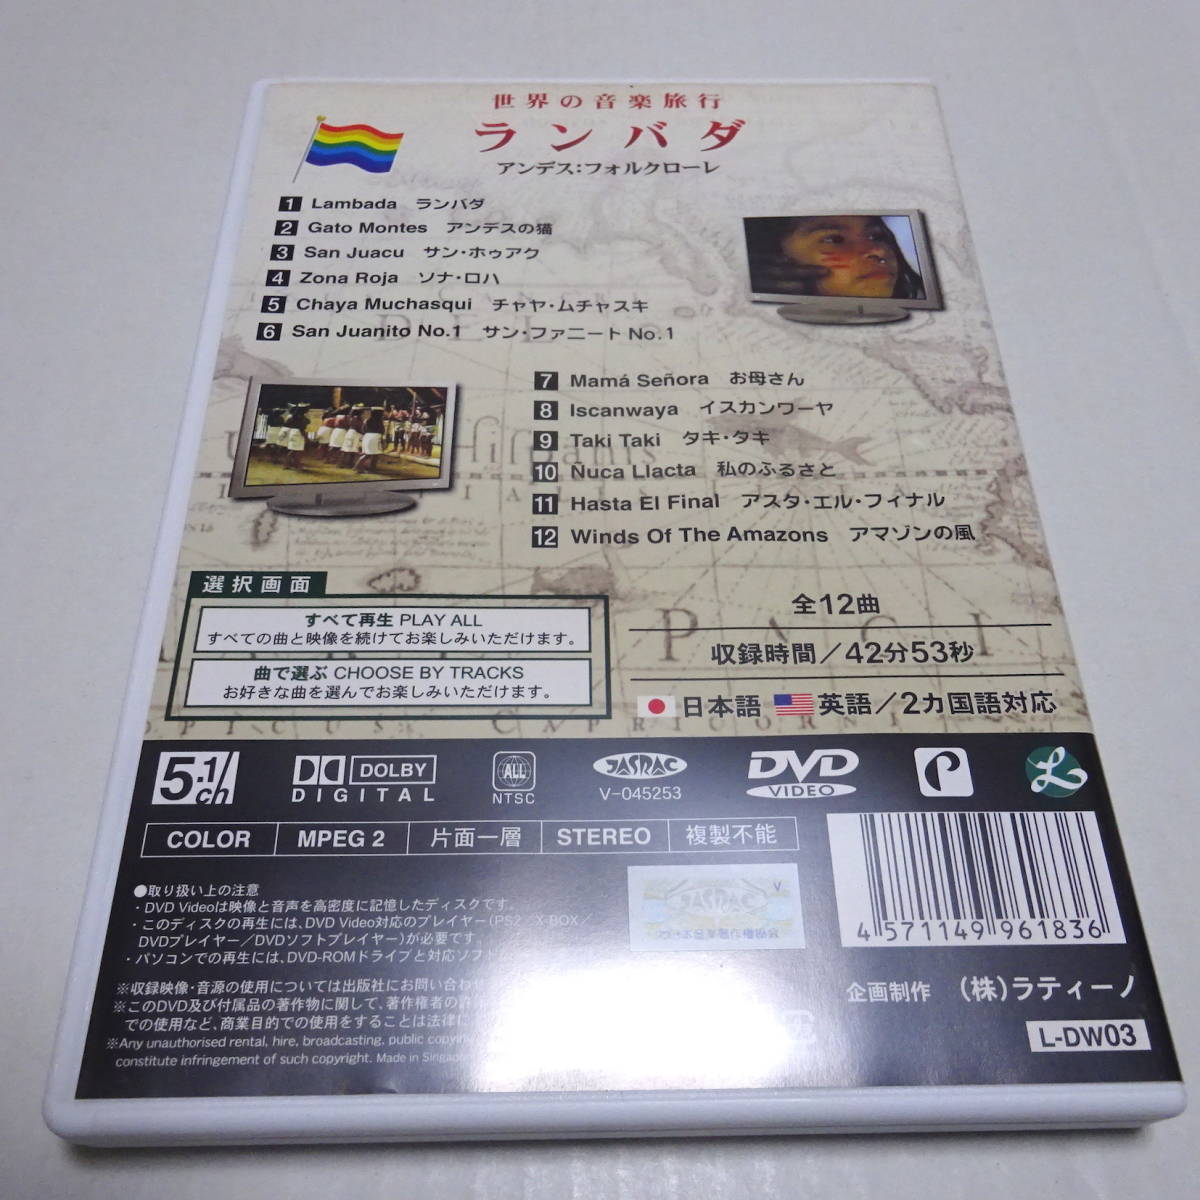 世界の音楽旅行
ランバダ
アンデス:フォルクローレ
1 Lambada ランバダ
2 Gato Montes アンデスの猫
3 San Juacu サン・ホゥアク
4 Zona Roja ソナ・ロハ
5 Chaya Muchasqui チャヤ・ムチャスキ
6 San Juanito No.1 サン・ファニート No.1
7 Mamá Señora お母さん
8 Iscanwaya イスカンワーヤ
9 Taki Taki タキ・タキ
10 Ñuca Llacta 私のふるさと
11 Hasta El Final アスタ・エル・フィナル
12 Winds Of The Amazons アマゾンの風
選択画面
すべて再生 PLAY ALL
すべての曲と映像を続けてお楽しみいただけます。
曲で選ぶ CHOOSE BY TRACKS
お好きな曲を選んでお楽しみいただけます。
全12曲
収録時間/42分53秒
日本語 英語/2カ国語対応
5.1ch
DOLBY
DIGITAL
ALL
NTSC
JASRAC
V-045253
DVD
VIDEO
COLOR MPEG 2 片面一層 STEREO 複製不能
●取り扱い上の注意
・DVD Videoは映像と音声を高密度に記憶したディスクです。
・このディスクの再生には、DVD Video対応のプレイヤー(PS2/X-BOX/
DVDプレイヤー/DVDソフトプレイヤー)が必要です。
・パソコンでの再生には、DVD-ROMドライブと対応ソフト
※収録映像・音源の使用については出版社にお問い合わ
※このDVD及び付属品の著作物に関して、著作権者の許
での使用など、商業目的での使用をすることは法律に
※Any unauthorised rental, hire, broadcasting, public copying
constitute infringement of such copyright. Made in Singapore
JASRAC
4 571149 961836
企画制作 (株)ラティーノ
L-DW03